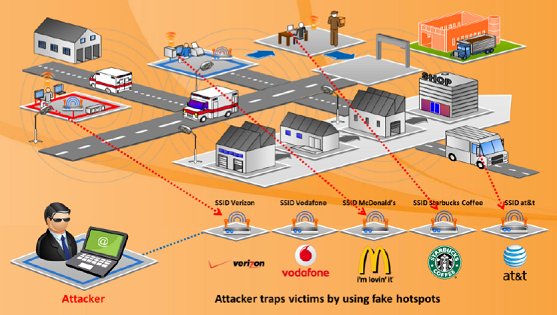 SHOP
SSID Verizon SSID Vodafone SSID McDonald's SSID Starbucks Coffee SSID at&t
@
verizon vodafone i'm lovin' it STARBUCKS COFFEE at&t
Attacker Attacker traps victims by using fake hotspots